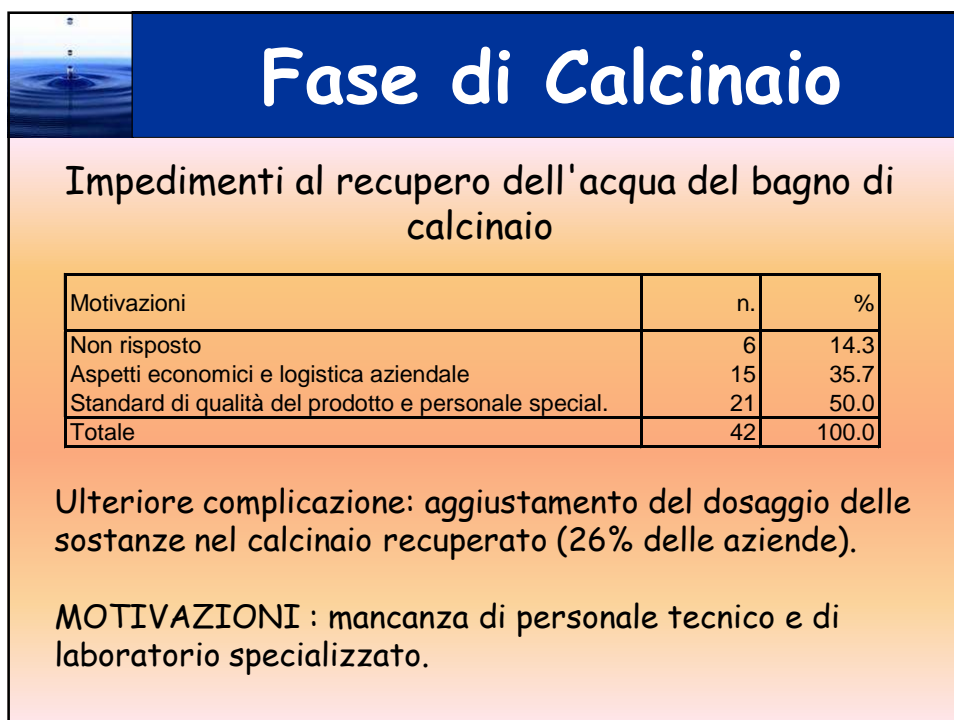 Fase di Calcinaio
Impedimenti al recupero dell'acqua del bagno di
calcinaio
Motivazioni n. %
Non risposto 6 14.3
Aspetti economici e logistica aziendale 15 35.7
Standard di qualità del prodotto e personale special. 21 50.0
Totale 42 100.0
Ulteriore complicazione: aggiustamento del dosaggio delle
sostanze nel calcinaio recuperato (26% delle aziende).
MOTIVAZIONI : mancanza di personale tecnico e di
laboratorio specializzato.